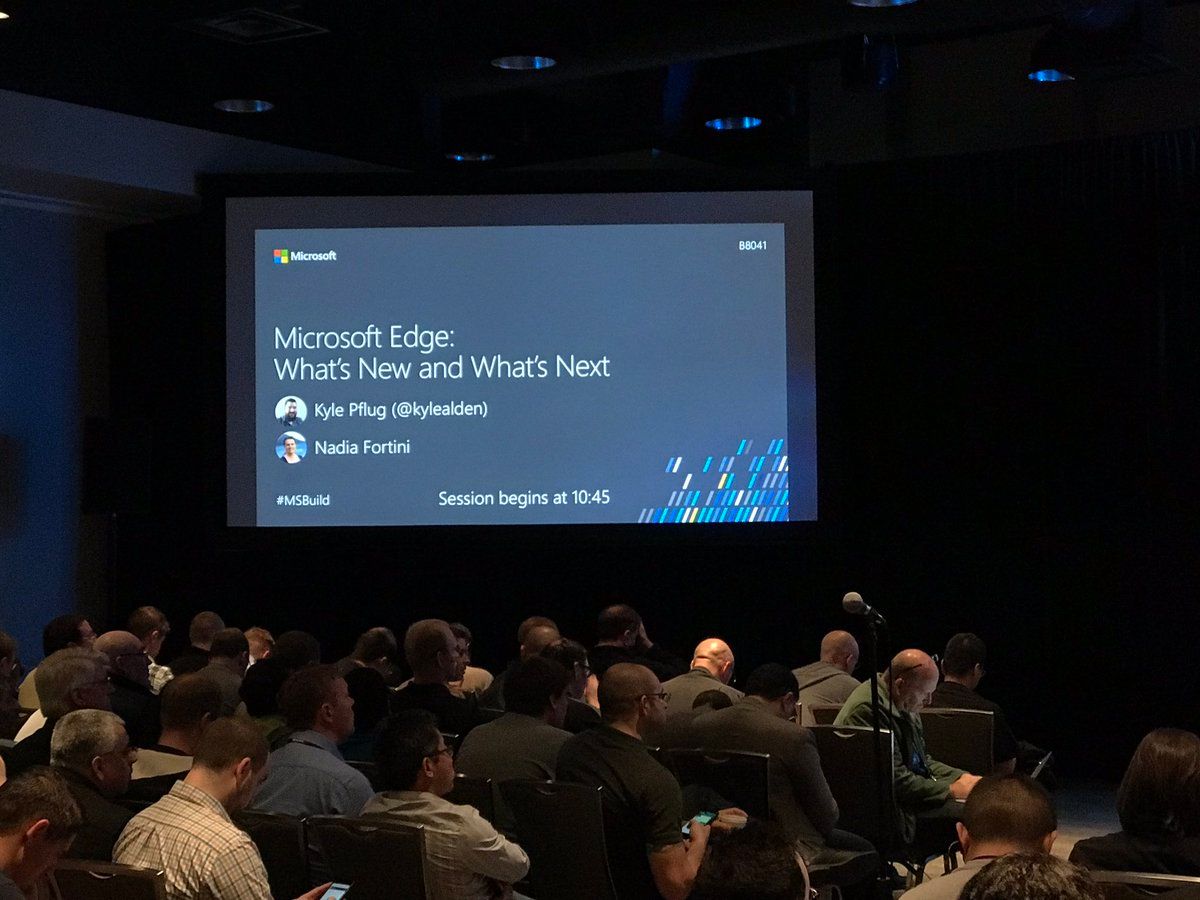 Microsoft
B8041
Microsoft Edge:
What's New and What's Next
Kyle Pflug (@kylealden)
Nadia Fortini
#MSBuild
Session begins at 10:45